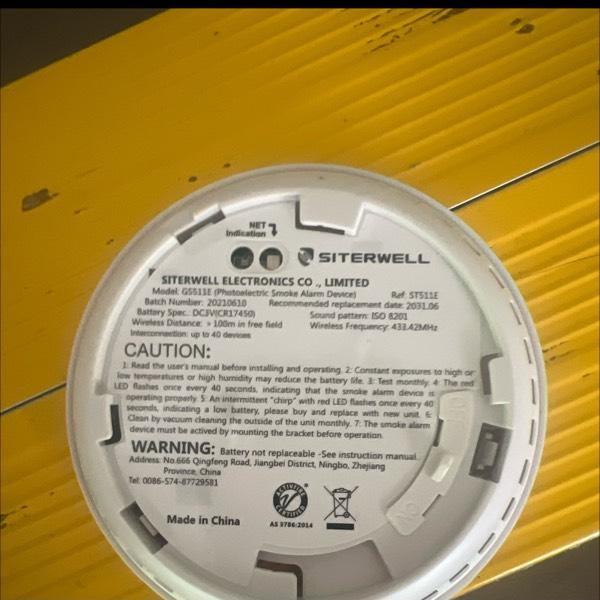 NET
Indication
SITERWELL
SITERWELL ELECTRONICS CO ., LIMITED
Model: GS511E (Photoelectric Smoke Alarm Device) Ref: ST511E
Batch Number: 20210610 Recommended replacement date: 2031.06
Battery Spec.: DC3V(CR17450) Sound pattern: ISO 8201
Wireless Distance: > 100m in free field Wireless Frequency: 433.42MHz
Interconnection: up to 40 devices
CAUTION:
1: Read the user's manual before installing and operating. 2: Constant exposures to high or
low temperatures or high humidity may reduce the battery life. 3: Test monthly. 4: The red
LED flashes once every 40 seconds, indicating that the smoke alarm device is
operating properly. 5: An intermittent "chirp" with red LED flashes once every 40
seconds, indicating a low battery, please buy and replace with new unit. 6:
Clean by vacuum cleaning the outside of the unit monthly. 7: The smoke alarm
device must be actived by mounting the bracket before operation.
WARNING: Battery not replaceable -See instruction manual.
Address: No.666 Qingfeng Road, Jiangbei District, Ningbo, Zhejiang
Province, China
Tel: 0086-574-87729581
ACTIVFIRE
CERTIFIED
Made in China
AS 3786:2014
ON